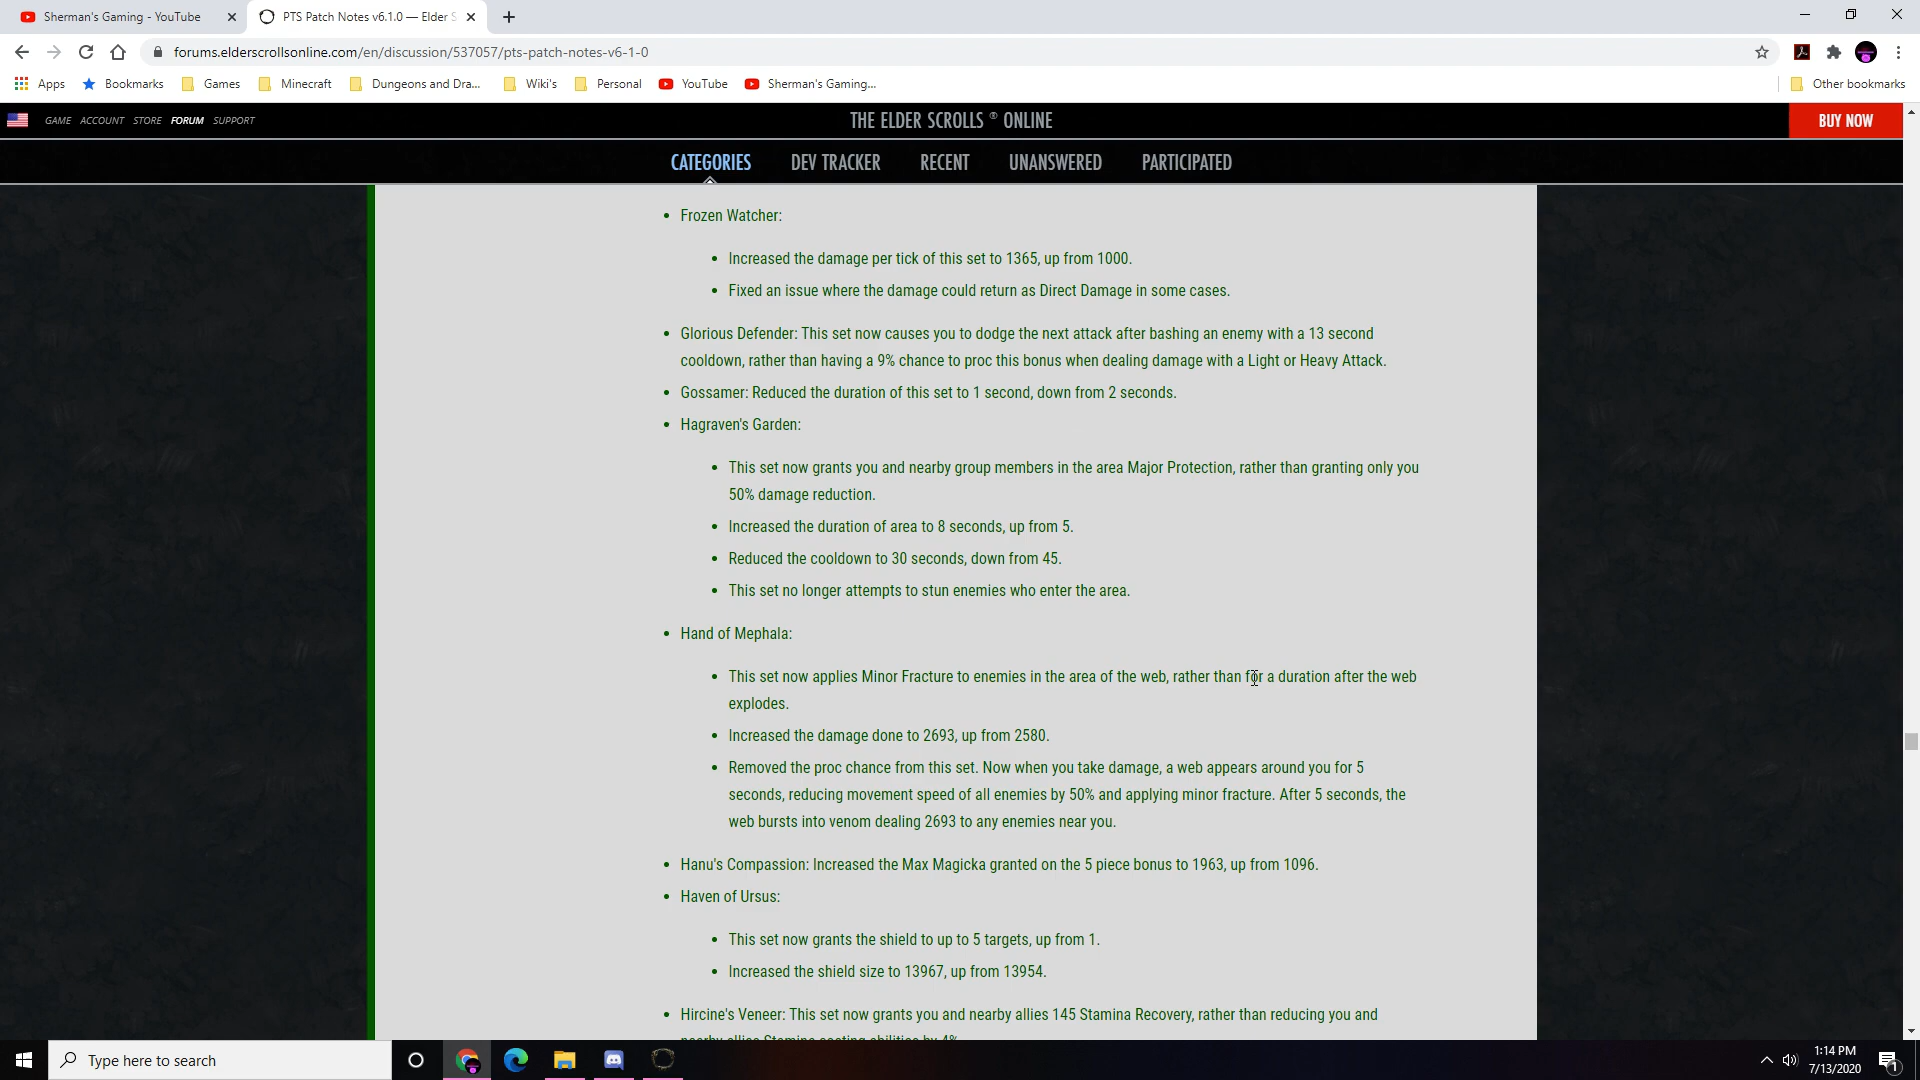 Sherman's Gaming - YouTube
PTS Patch Notes v6.1.0 — Elder S
forums.elderscrollsonline.com/en/discussion/537057/pts-patch-notes-v6-1-0
Apps Bookmarks Games Minecraft Dungeons and Dra... Wiki's Personal YouTube Sherman's Gaming... Other bookmarks
GAME ACCOUNT STORE FORUM SUPPORT THE ELDER SCROLLS ® ONLINE BUY NOW
CATEGORIES DEV TRACKER RECENT UNANSWERED PARTICIPATED
• Frozen Watcher:
• Increased the damage per tick of this set to 1365, up from 1000.
• Fixed an issue where the damage could return as Direct Damage in some cases.
• Glorious Defender: This set now causes you to dodge the next attack after bashing an enemy with a 13 second
cooldown, rather than having a 9% chance to proc this bonus when dealing damage with a Light or Heavy Attack.
• Gossamer: Reduced the duration of this set to 1 second, down from 2 seconds.
• Hagraven's Garden:
• This set now grants you and nearby group members in the area Major Protection, rather than granting only you
50% damage reduction.
• Increased the duration of area to 8 seconds, up from 5.
• Reduced the cooldown to 30 seconds, down from 45.
• This set no longer attempts to stun enemies who enter the area.
• Hand of Mephala:
• This set now applies Minor Fracture to enemies in the area of the web, rather than for a duration after the web
explodes.
• Increased the damage done to 2693, up from 2580.
• Removed the proc chance from this set. Now when you take damage, a web appears around you for 5
seconds, reducing movement speed of all enemies by 50% and applying minor fracture. After 5 seconds, the
web bursts into venom dealing 2693 to any enemies near you.
• Hanu's Compassion: Increased the Max Magicka granted on the 5 piece bonus to 1963, up from 1096.
• Haven of Ursus:
• This set now grants the shield to up to 5 targets, up from 1.
• Increased the shield size to 13967, up from 13954.
• Hircine's Veneer: This set now grants you and nearby allies 145 Stamina Recovery, rather than reducing you and
nearby allies Stamina costing abilities by 4%.
Type here to search
1:14 PM
7/13/2020
1